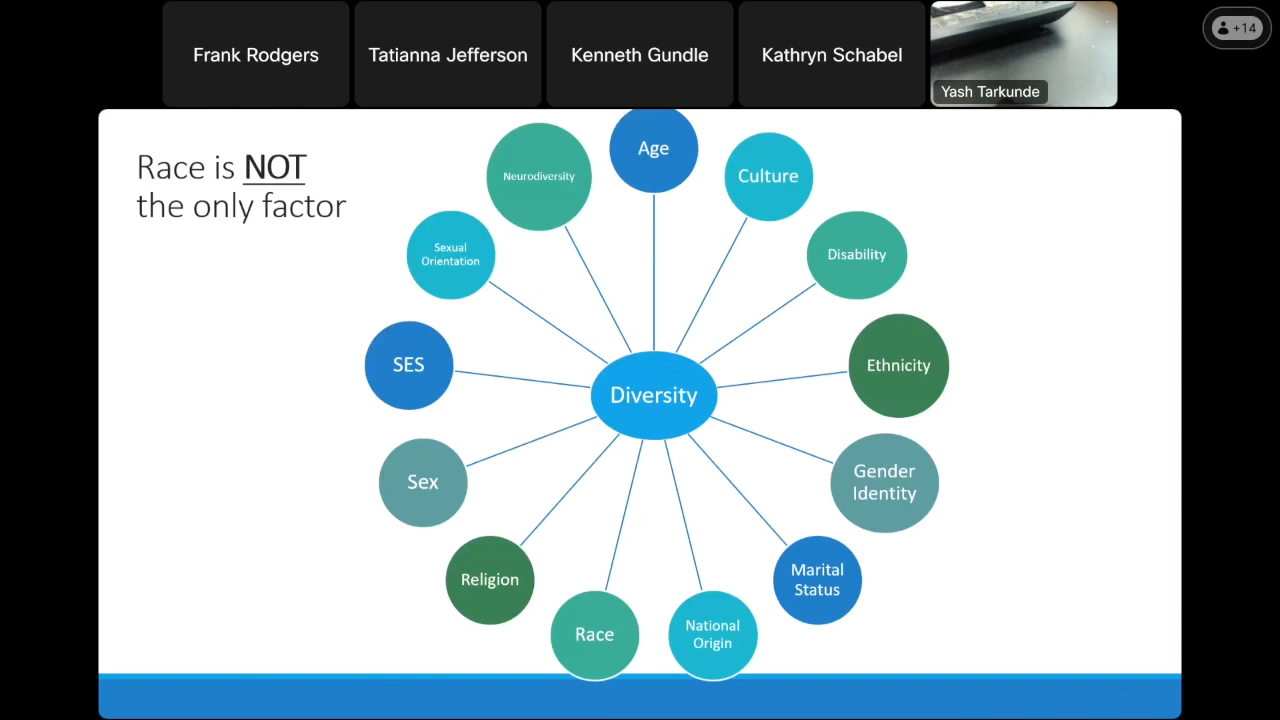 Frank Rodgers
Tatianna Jefferson
Kenneth Gundle
Kathryn Schabel
Yash Tarkunde
+14
Race is NOT
the only factor
Age
Culture
Disability
Ethnicity
Gender
Identity
Marital
Status
National
Origin
Race
Religion
Sex
SES
Sexual
Orientation
Neurodiversity
Diversity